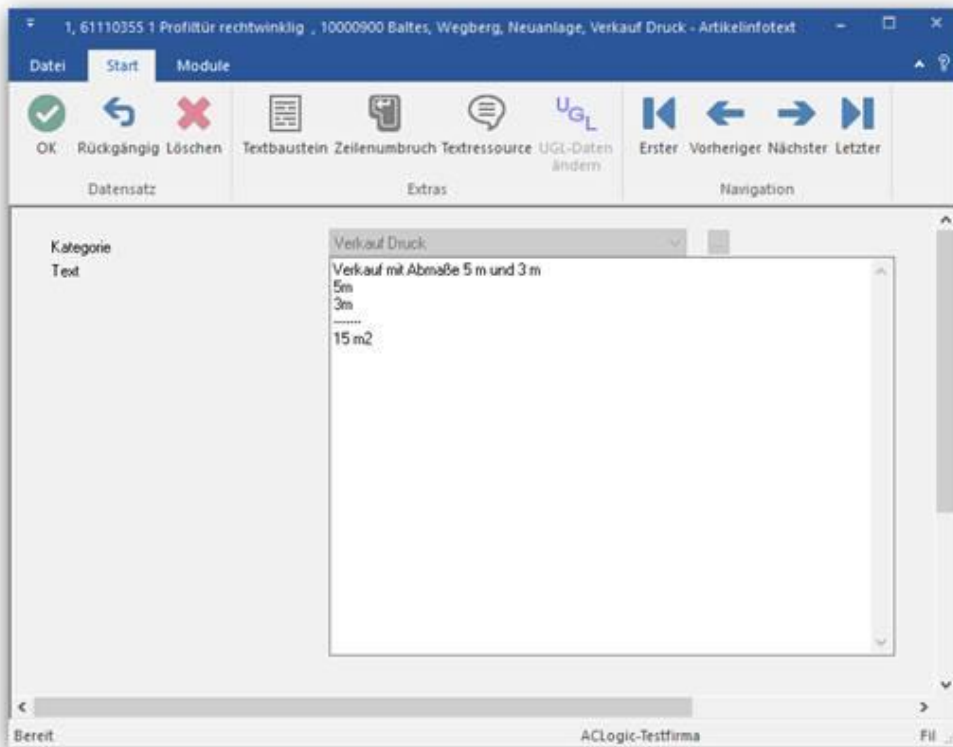 1, 61110355 1 Profiltür rechtwinklig , 10000900 Baltes, Wegberg, Neuanlage, Verkauf Druck - Artikelinfotext
Datei Start Module
OK Rückgängig Löschen Textbaustein Zeilenumbruch Textressource UGL-Daten ändern Erster Vorheriger Nächster Letzter
Datensatz Extras Navigation
Kategorie Verkauf Druck
Text
Verkauf mit Abmaße 5 m und 3 m
5m
3m
-------
15 m2
Bereit ACLogic-Testfirma Fil